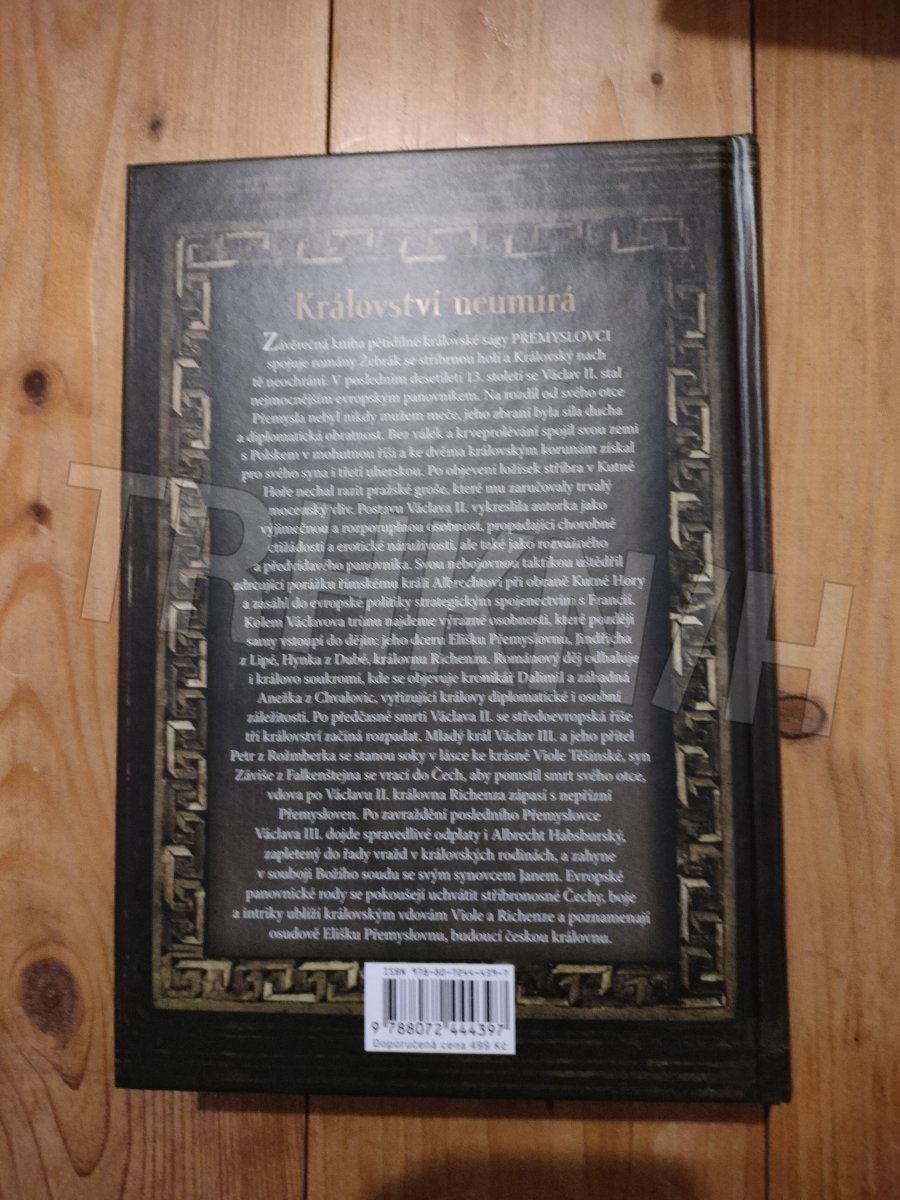 Království neumírá
Závěrečná kniha pětidílné královské ságy PŘEMYSLOVCI
spojuje romány Žebrák se stříbrnou holí a Královský nach
tě neochrání. V posledním desetiletí 13. století se Václav II. stal
nejmocnějším evropským panovníkem. Na rozdíl od svého otce
Přemysla nebyl nikdy mužem meče, jeho zbraní byla síla ducha
a diplomatická obratnost. Bez válek a krveprolévání spojil svou zemi
s Polskem v mohutnou říši a ke dvěma královským korunám získal
pro svého syna i třetí uherskou. Po objevení ložisek stříbra v Kutné
Hoře nechal razit pražské groše, které mu zaručovaly trvalý
mocenský vliv. Postavu Václava II. vykreslila autorka jako
výjimečnou a rozporuplnou osobnost, propadající chorobné
ctižádosti a erotické náruživosti, ale také jako rozvážného
a předvídavého panovníka. Svou nebojovnou taktikou uštědřil
zdrcující porážku římskému králi Albrechtovi při obraně Kutné Hory
a zasáhl do evropské politiky strategickým spojenectvím s Francií.
Kolem Václavova trůnu najdeme výrazné osobnosti, které později
samy vstoupí do dějin: jeho dceru Elišku Přemyslovnu, Jindřicha
z Lipé, Hynka z Dubé, královnu Richenzu. Románový děj odhaluje
i královo soukromí, kde se objevuje kronikář Dalimil a záhadná
Anežka z Chvalovic, vyřizující královy diplomatické i osobní
záležitosti. Po předčasné smrti Václava II. se středoevropská říše
tří království začíná rozpadat. Mladý král Václav III. a jeho přítel
Petr z Rožmberka se stanou soky v lásce ke krásné Viole Těšínské, syn
Záviše z Falkenštejna se vrací do Čech, aby pomstil smrt svého otce,
vdova po Václavu II. královna Richenza zápasí s nepřízní
Přemysloven. Po zavraždění posledního Přemyslovce
Václava III. dojde spravedlivé odplaty i Albrecht Habsburský,
zapletený do řady vražd v královských rodinách, a zahyne
v souboji Božího soudu se svým synovcem Janem. Evropské
panovnické rody se pokoušejí uchvátit stříbronosné Čechy, boje
a intriky ublíží královským vdovám Viole a Richenze a poznamenají
osudově Elišku Přemyslovnu, budoucí českou královnu.
ISBN 978-80-7244-439-7
9 788072 444397
Doporučená cena 499 Kč
TRHKNIH